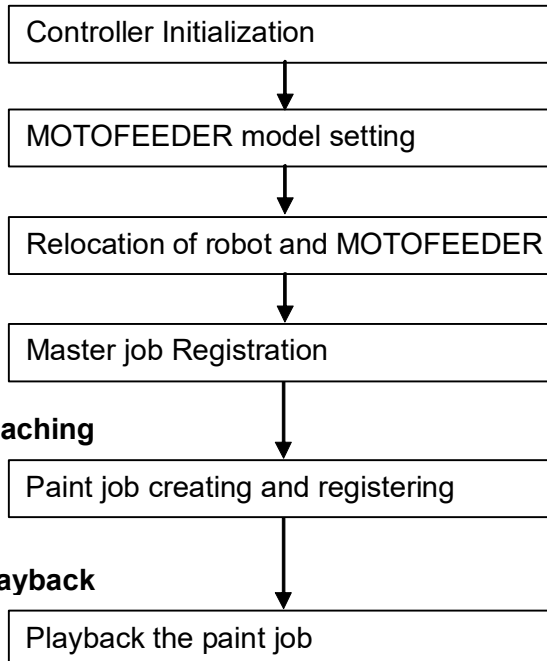 Controller Initialization
MOTOFEEDER model setting
Relocation of robot and MOTOFEEDER
Master job Registration
aching
Paint job creating and registering
ayback
Playback the paint job